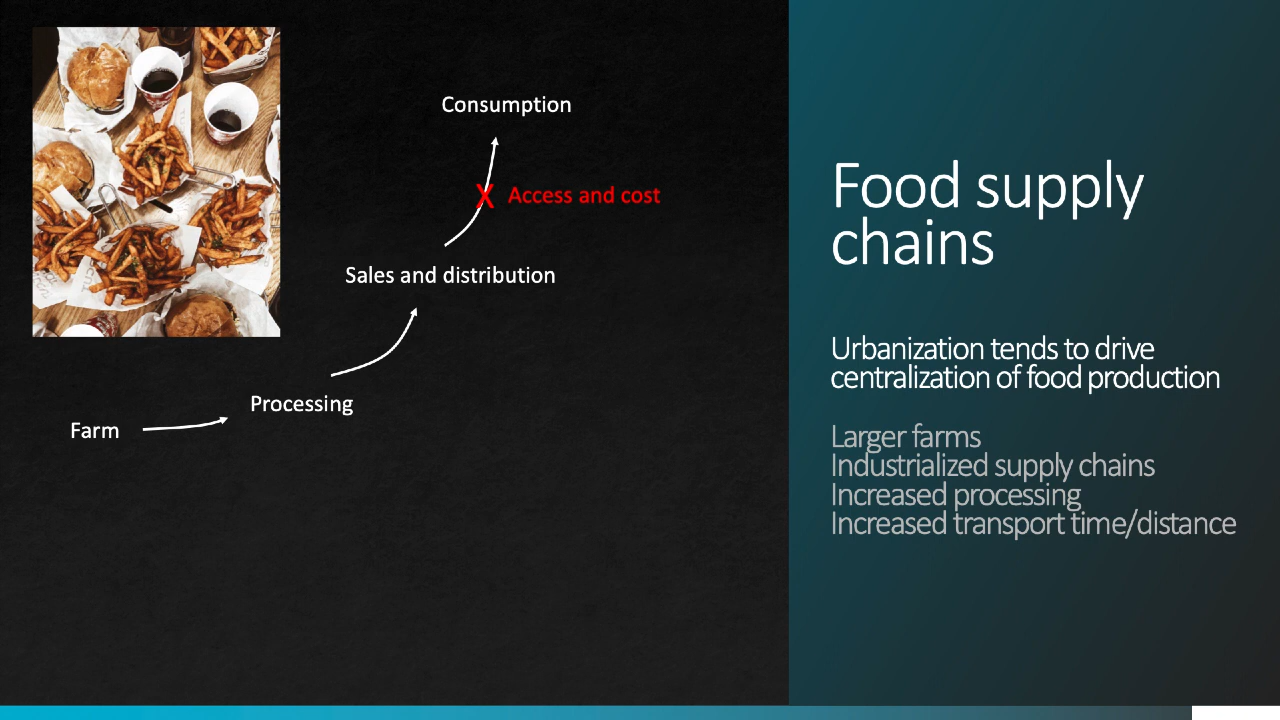 Consumption
X Access and cost
Sales and distribution
Processing
Farm
Food supply
chains
Urbanization tends to drive
centralization of food production
Larger farms
Industrialized supply chains
Increased processing
Increased transport time/distance